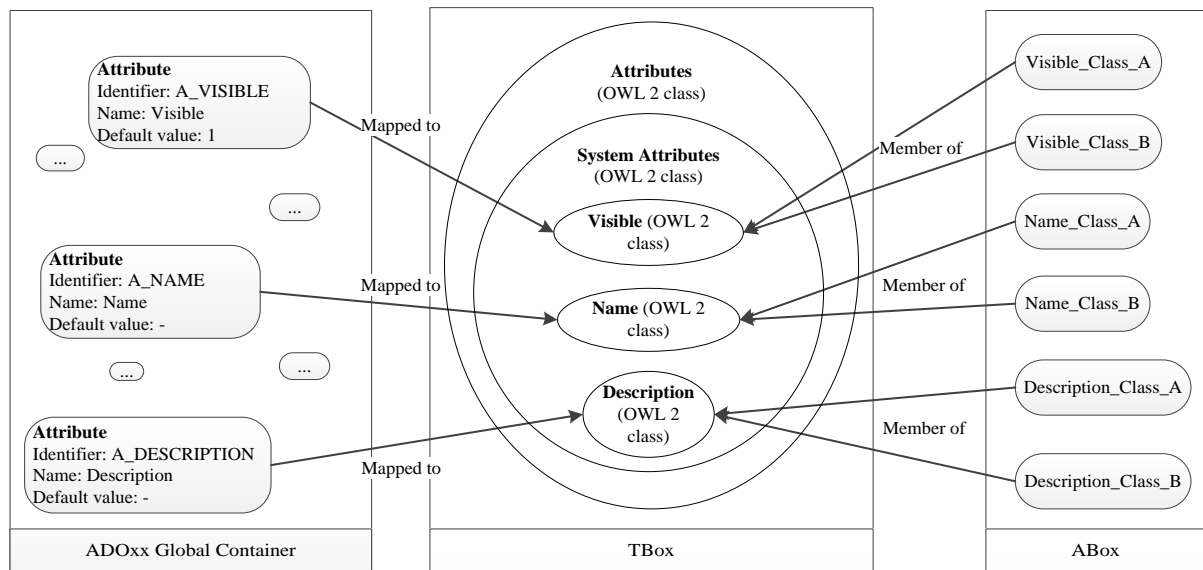 Attribute
Identifier: A_VISIBLE
Name: Visible
Default value: 1
...
...
Attribute
Identifier: A_NAME
Name: Name
Default value: -
...
...
Attribute
Identifier: A_DESCRIPTION
Name: Description
Default value: -
ADOxx Global Container
Mapped to
Mapped to
Mapped to
Attributes
(OWL 2 class)
System Attributes
(OWL 2 class)
Visible (OWL 2
class)
Name (OWL 2
class)
Description
(OWL 2
class)
TBox
Member of
Member of
Member of
Visible_Class_A
Visible_Class_B
Name_Class_A
Name_Class_B
Description_Class_A
Description_Class_B
ABox